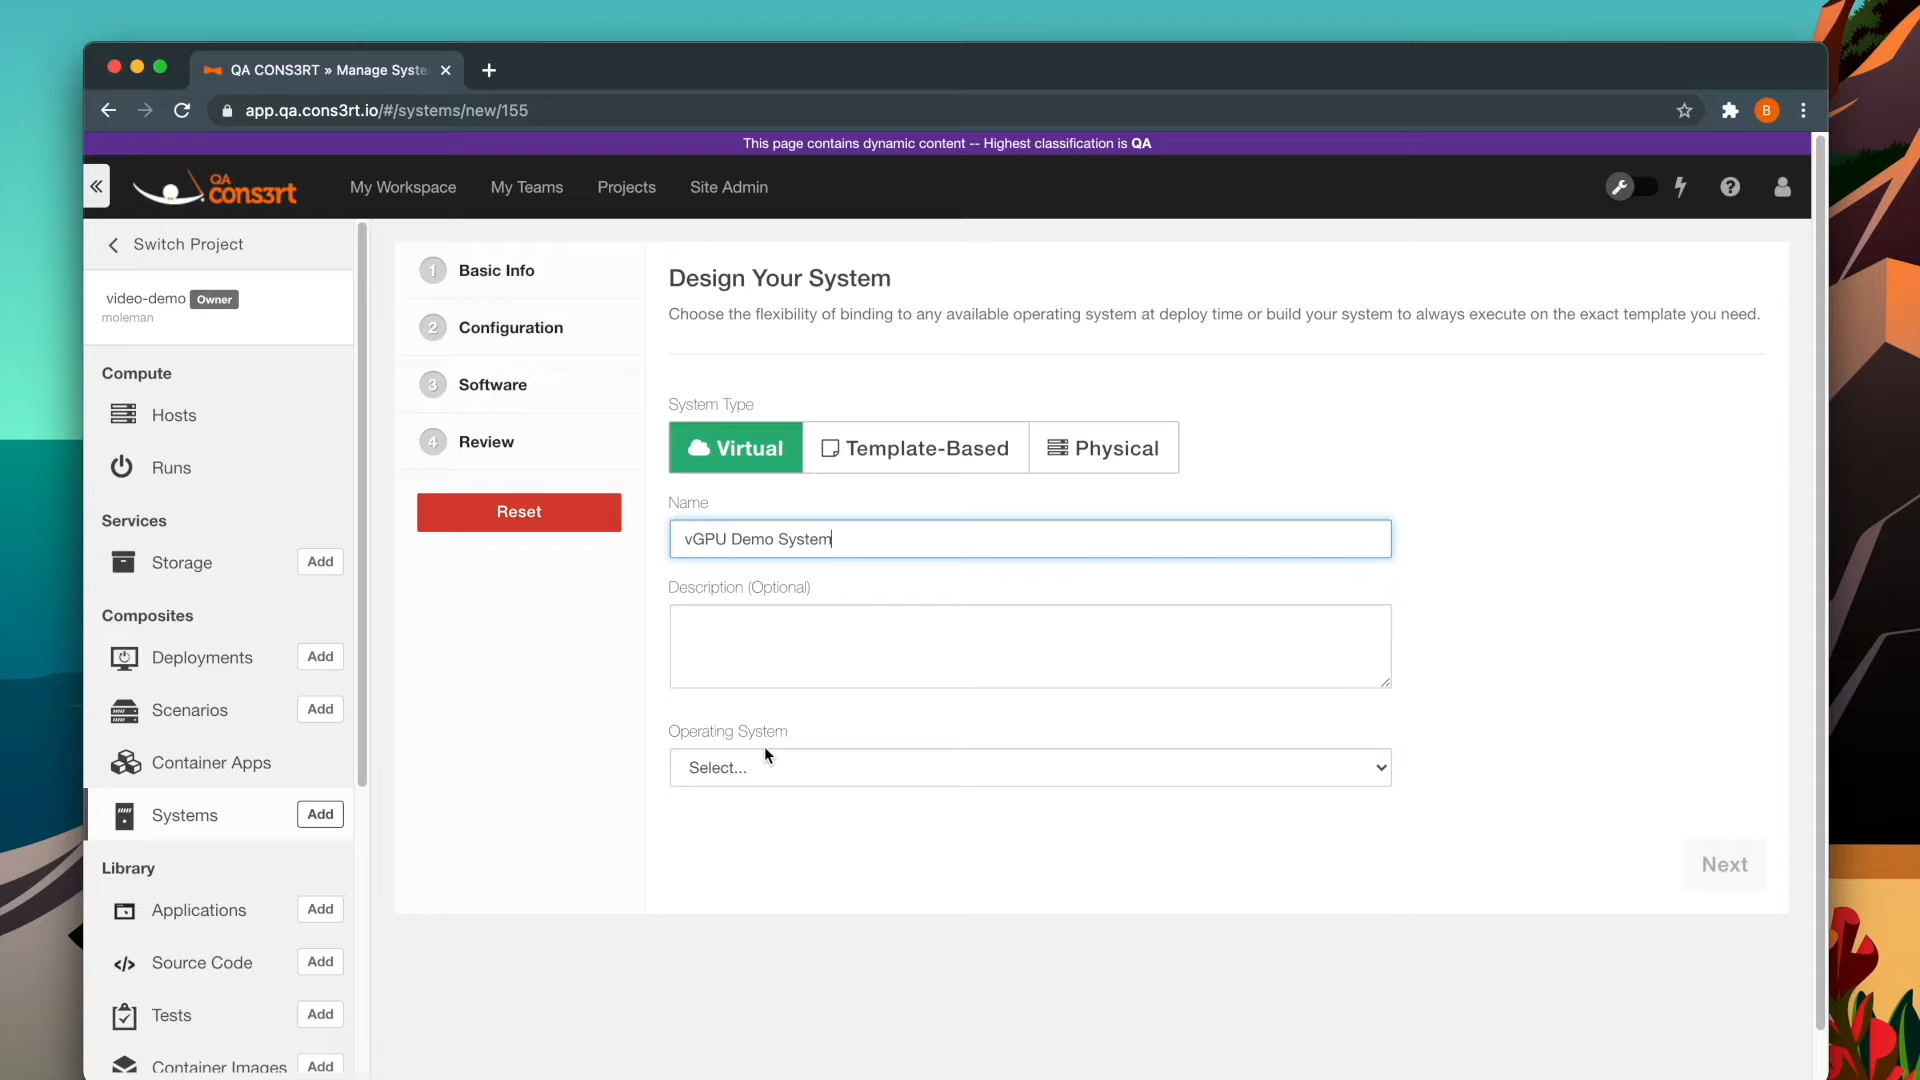 QA CONS3RT » Manage Syste
app.qa.cons3rt.io/#/systems/new/155
B
This page contains dynamic content -- Highest classification is QA
QA
cons3rt
My Workspace
My Teams
Projects
Site Admin
Switch Project
video-demo Owner
moleman
Compute
Hosts
Runs
Services
Storage Add
Composites
Deployments Add
Scenarios Add
Container Apps
Systems Add
Library
Applications Add
Source Code Add
Tests Add
Container Images Add
1 Basic Info
2 Configuration
3 Software
4 Review
Reset
Design Your System
Choose the flexibility of binding to any available operating system at deploy time or build your system to always execute on the exact template you need.
System Type
Virtual
Template-Based
Physical
Name
vGPU Demo System
Description (Optional)
Operating System
Select...
Next